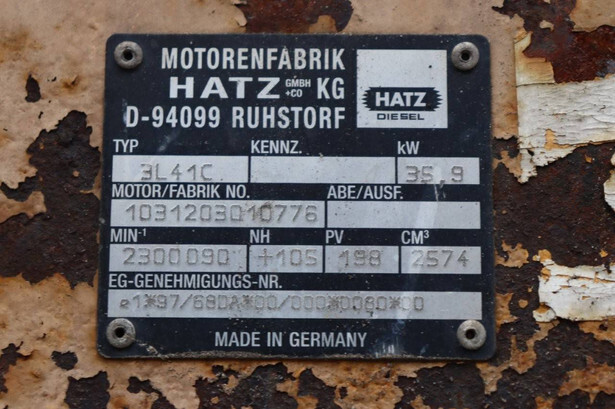 MOTORENFABRIK
HATZ GMBH +CO KG
D-94099 RUHSTORF
HATZ
DIESEL
TYP KENNZ. kW
3L41C 35.9
MOTOR/FABRIK NO. ABE/AUSF.
1031203010776
MIN-1 NH PV CM³
2300090 +105 198 2574
EG-GENEHMIGUNGS-NR.
e1*97/68DA*00/000*0080*00
MADE IN GERMANY